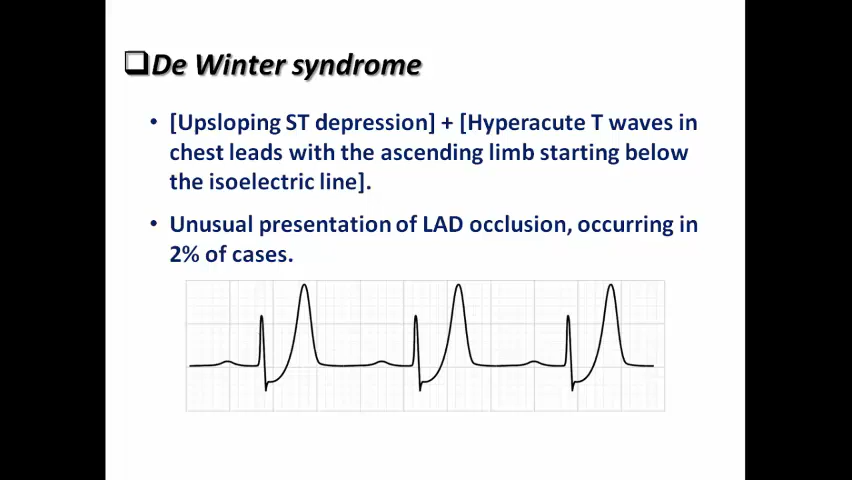 De Winter syndrome
• [Upsloping ST depression] + [Hyperacute T waves in
chest leads with the ascending limb starting below
the isoelectric line].
• Unusual presentation of LAD occlusion, occurring in
2% of cases.